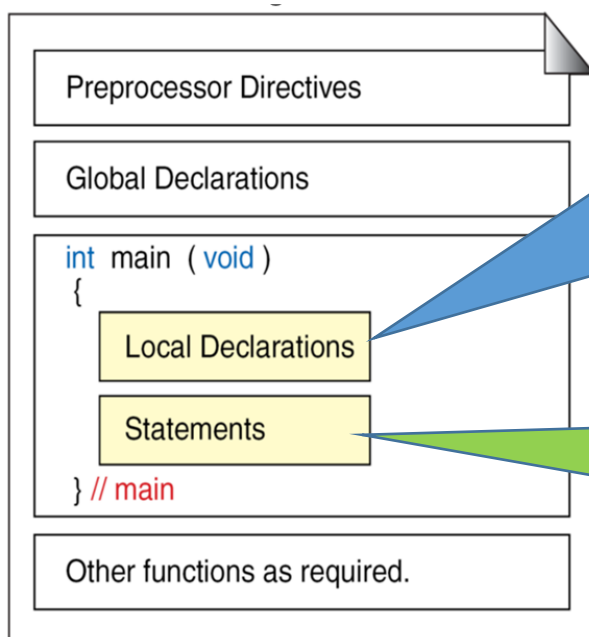 Preprocessor Directives
Global Declarations
int main ( void )
{
Local Declarations
Statements
} // main
Other functions as required.